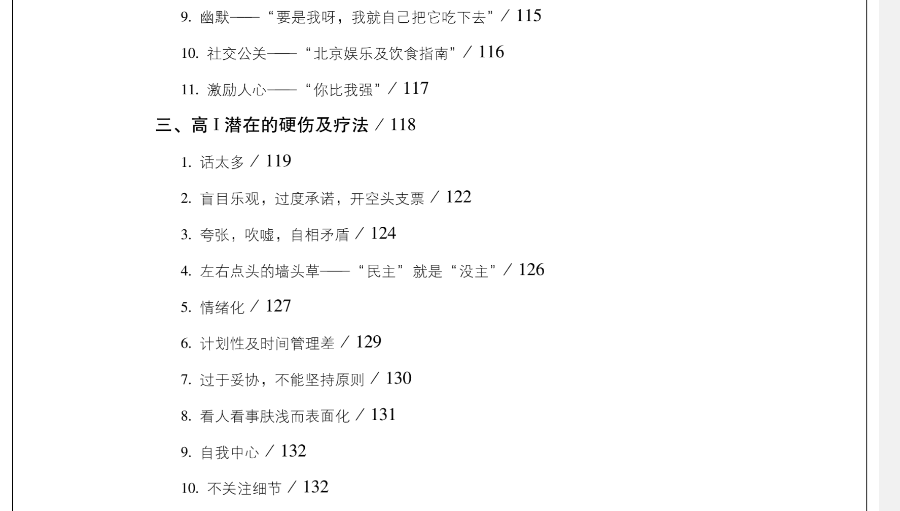 9. 幽默——“要是我呀，我就自己把它吃下去” / 115
10. 社交公关——“北京娱乐及饮食指南” / 116
11. 激励人心——“你比我强” / 117
三、高 I 潜在的硬伤及疗法 / 118
1. 话太多 / 119
2. 盲目乐观，过度承诺，开空头支票 / 122
3. 夸张，吹嘘，自相矛盾 / 124
4. 左右点头的墙头草——“民主” 就是 “没主” / 126
5. 情绪化 / 127
6. 计划性及时间管理差 / 129
7. 过于妥协，不能坚持原则 / 130
8. 看人看事肤浅而表面化 / 131
9. 自我中心 / 132
10. 不关注细节 / 132